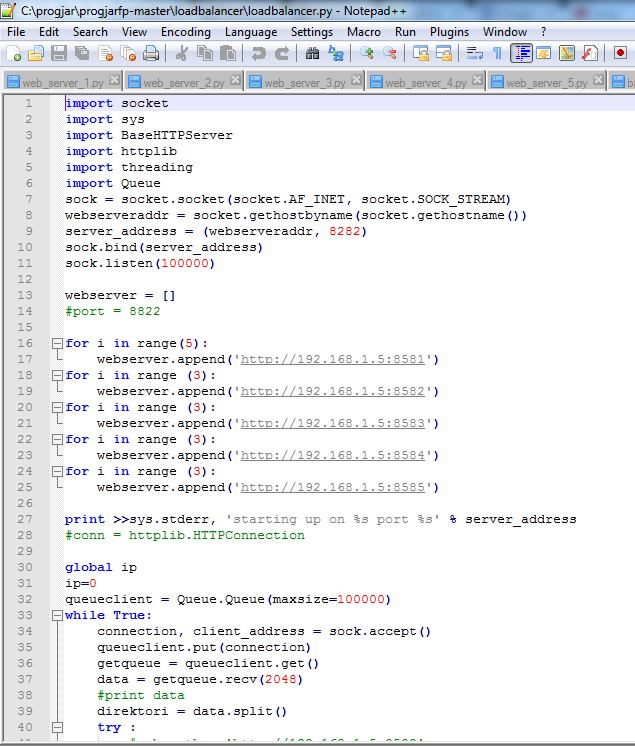 C:\progjar\progjarfp-master\loadbalancer\loadbalancer.py - Notepad++
File Edit Search View Encoding Language Settings Macro Run Plugins Window ?
web_server_1.py web_server_2.py web_server_3.py web_server_4.py web_server_5.py
1 import socket
2 import sys
3 import BaseHTTPServer
4 import httplib
5 import threading
6 import Queue
7 sock = socket.socket(socket.AF_INET, socket.SOCK_STREAM)
8 webserveraddr = socket.gethostbyname(socket.gethostname())
9 server_address = (webserveraddr, 8282)
10 sock.bind(server_address)
11 sock.listen(100000)
12
13 webserver = []
14 #port = 8822
15
16 for i in range(5):
17 webserver.append('http://192.168.1.5:8581')
18 for i in range (3):
19 webserver.append('http://192.168.1.5:8582')
20 for i in range (3):
21 webserver.append('http://192.168.1.5:8583')
22 for i in range (3):
23 webserver.append('http://192.168.1.5:8584')
24 for i in range (3):
25 webserver.append('http://192.168.1.5:8585')
26
27 print >>sys.stderr, 'starting up on %s port %s' % server_address
28 #conn = httplib.HTTPConnection
29
30 global ip
31 ip=0
32 queueclient = Queue.Queue(maxsize=100000)
33 while True:
34 connection, client_address = sock.accept()
35 queueclient.put(connection)
36 getqueue = queueclient.get()
37 data = getqueue.recv(2048)
38 #print data
39 direktori = data.split()
40 try :